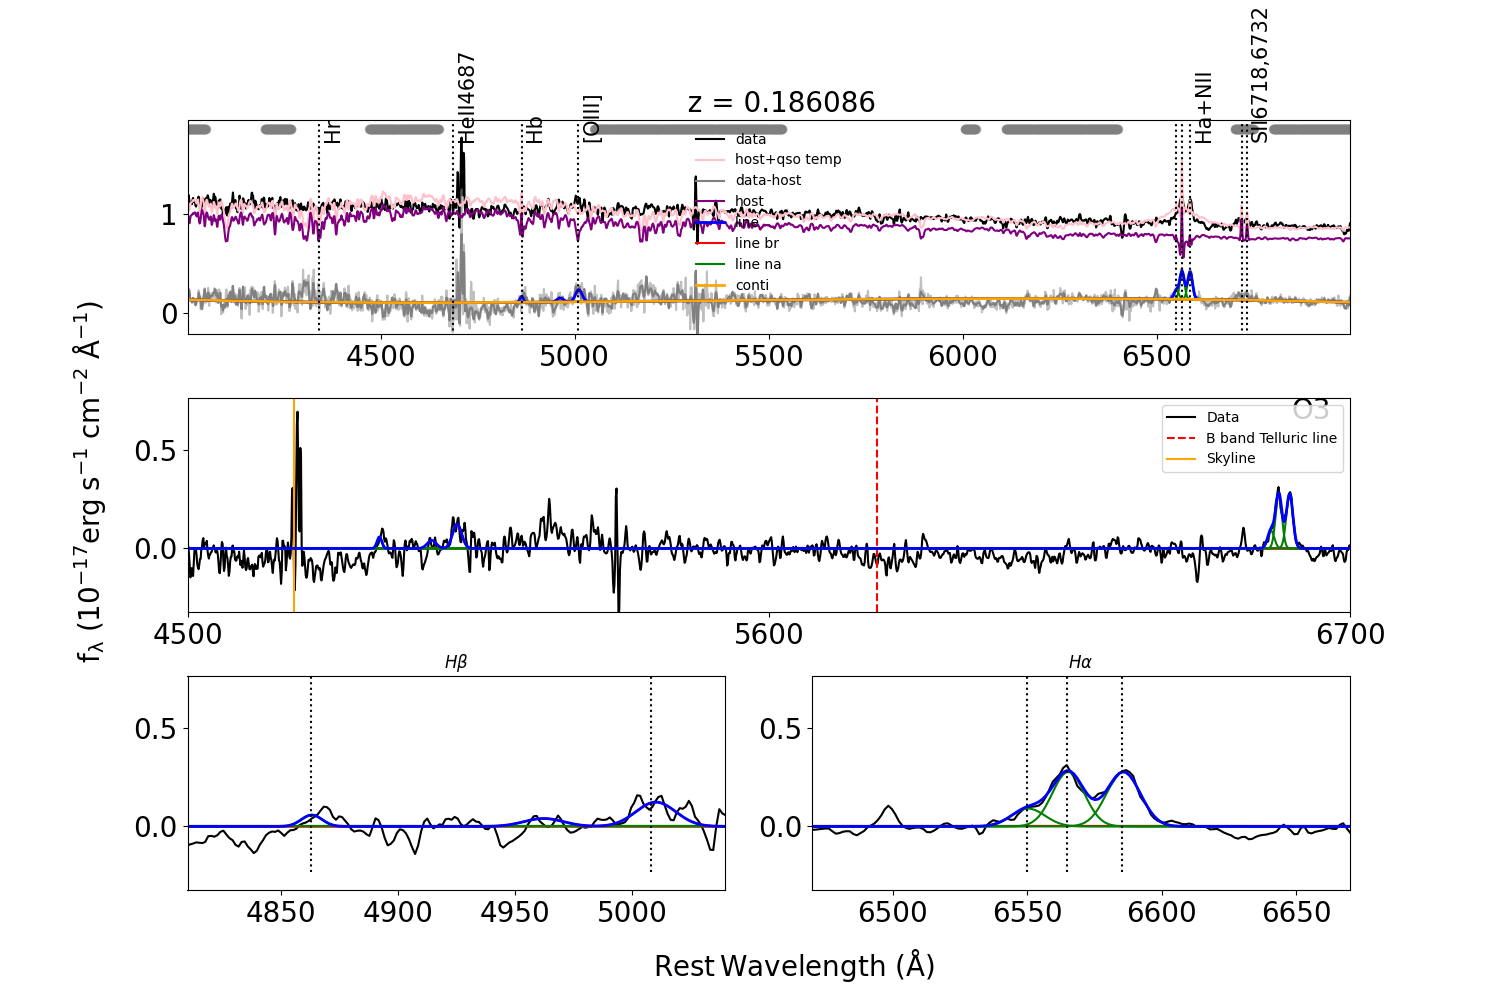 z = 0.186086
Hr
HeII4687
Hb
[OIII]
Ha+NII
SII6718,6732
data
host+qso temp
data-host
host
line
line br
line na
conti
1
0
4500 5000 5500 6000 6500
f_λ (10^{-17} erg s^{-1} cm^{-2} Å^{-1})
O3
Data
B band Telluric line
Skyline
0.5
0.0
4500 5600 6700
Hβ
0.5
0.0
4850 4900 4950 5000
Hα
0.5
0.0
6500 6550 6600 6650
Rest Wavelength (Å)